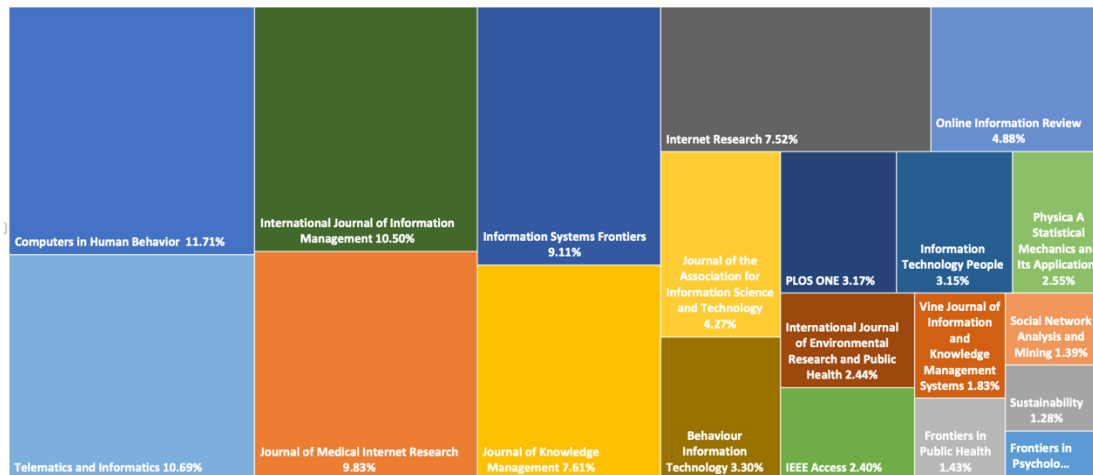 Computers in Human Behavior 11.71%
Telematics and Informatics 10.69%
International Journal of Information
Management 10.50%
Journal of Medical Internet Research
9.83%
Information Systems Frontiers
9.11%
Journal of Knowledge
Management 7.61%
Internet Research 7.52%
Online Information Review
4.88%
Journal of the
Association for
Information Science
and Technology
4.27%
Behaviour
Information
Technology 3.30%
PLOS ONE 3.17%
Information
Technology People
3.15%
Physica A
Statistical
Mechanics and
Its Application
2.55%
International Journal
of Environmental
Research and Public
Health 2.44%
IEEE Access 2.40%
Vine Journal of
Information
and
Knowledge
Management
Systems 1.83%
Frontiers in
Public Health
1.43%
Social Network
Analysis and
Mining 1.39%
Sustainability
1.28%
Frontiers in
Psycholo...